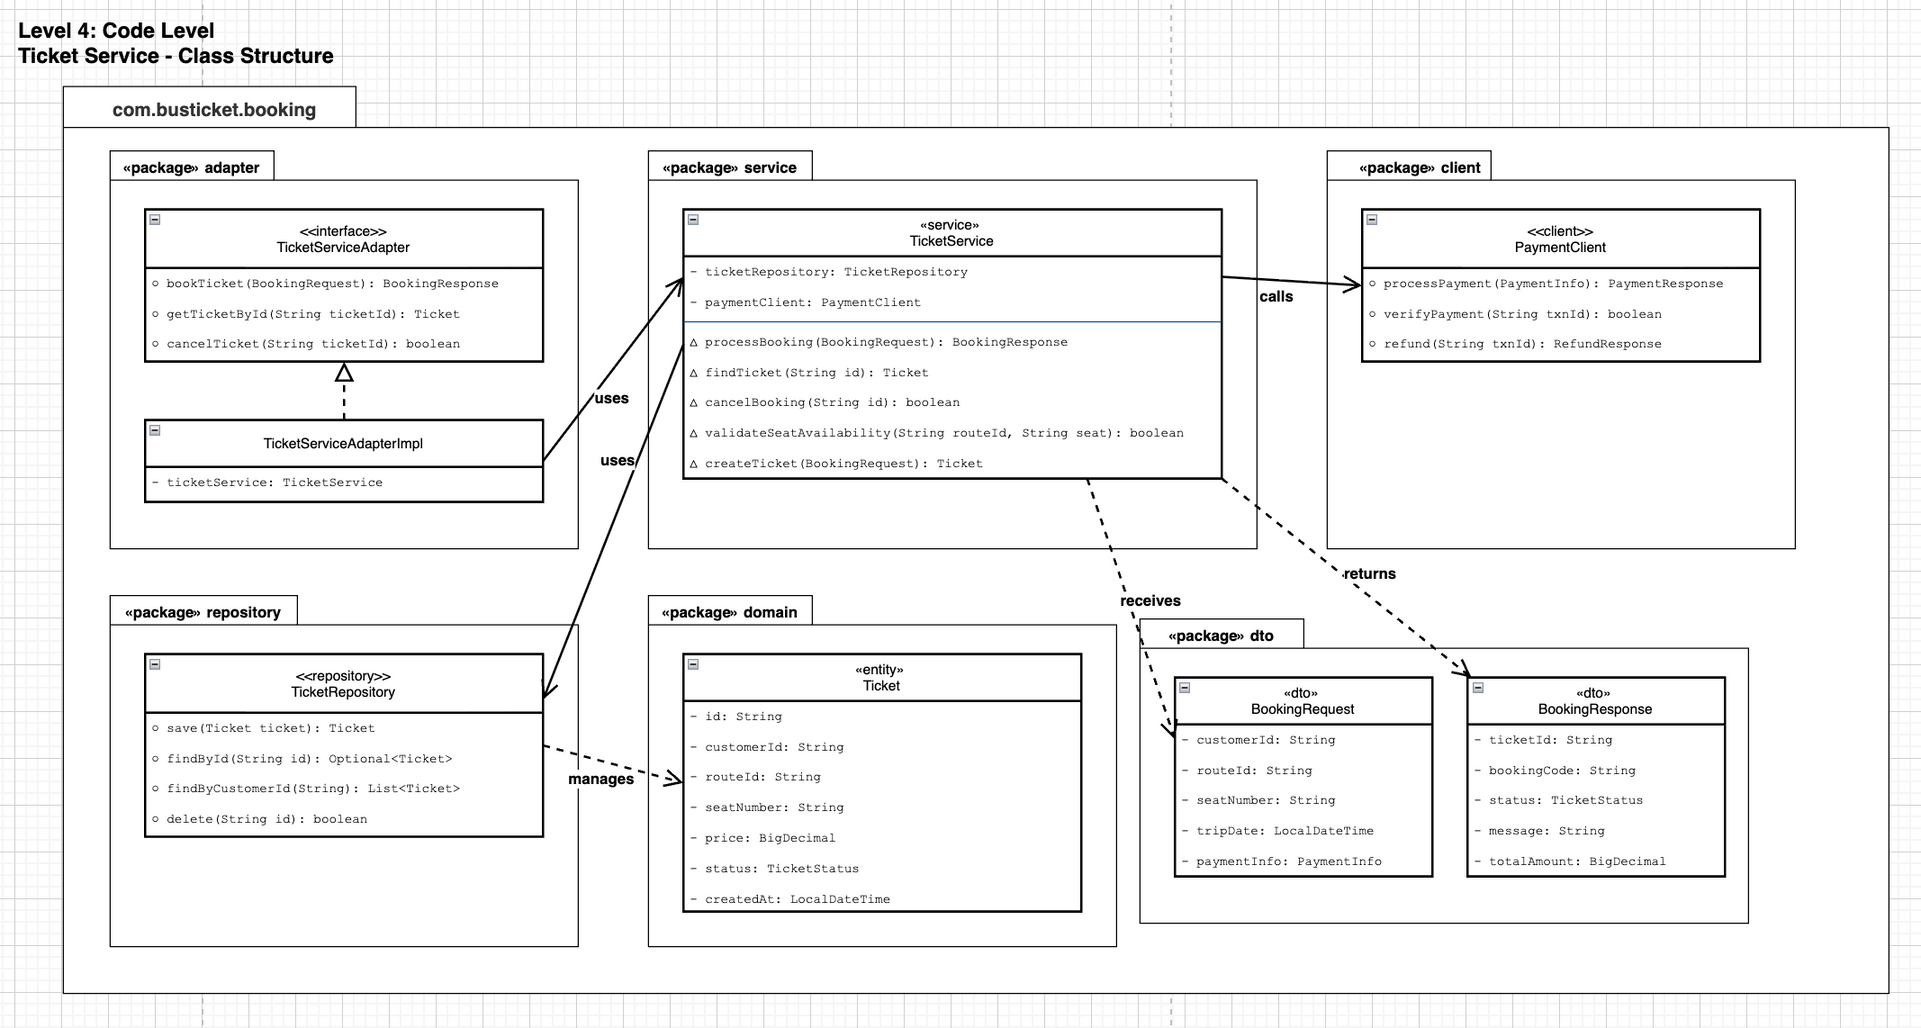 Level 4: Code Level
Ticket Service - Class Structure
com.busticket.booking
«package» adapter
<<interface>>
TicketServiceAdapter
bookTicket(BookingRequest): BookingResponse
getTicketById(String ticketId): Ticket
cancelTicket(String ticketId): boolean
TicketServiceAdapterImpl
- ticketService: TicketService
«package» service
«service»
TicketService
- ticketRepository: TicketRepository
- paymentClient: PaymentClient
processBooking(BookingRequest): BookingResponse
findTicket(String id): Ticket
cancelBooking(String id): boolean
validateSeatAvailability(String routeId, String seat): boolean
createTicket(BookingRequest): Ticket
«package» client
<<client>>
PaymentClient
processPayment(PaymentInfo): PaymentResponse
verifyPayment(String txnId): boolean
refund(String txnId): RefundResponse
uses
uses
calls
receives
returns
«package» repository
<<repository>>
TicketRepository
save(Ticket ticket): Ticket
findById(String id): Optional<Ticket>
findByCustomerId(String): List<Ticket>
delete(String id): boolean
manages
«package» domain
«entity»
Ticket
- id: String
- customerId: String
- routeId: String
- seatNumber: String
- price: BigDecimal
- status: TicketStatus
- createdAt: LocalDateTime
«package» dto
«dto»
BookingRequest
- customerId: String
- routeId: String
- seatNumber: String
- tripDate: LocalDateTime
- paymentInfo: PaymentInfo
«dto»
BookingResponse
- ticketId: String
- bookingCode: String
- status: TicketStatus
- message: String
- totalAmount: BigDecimal